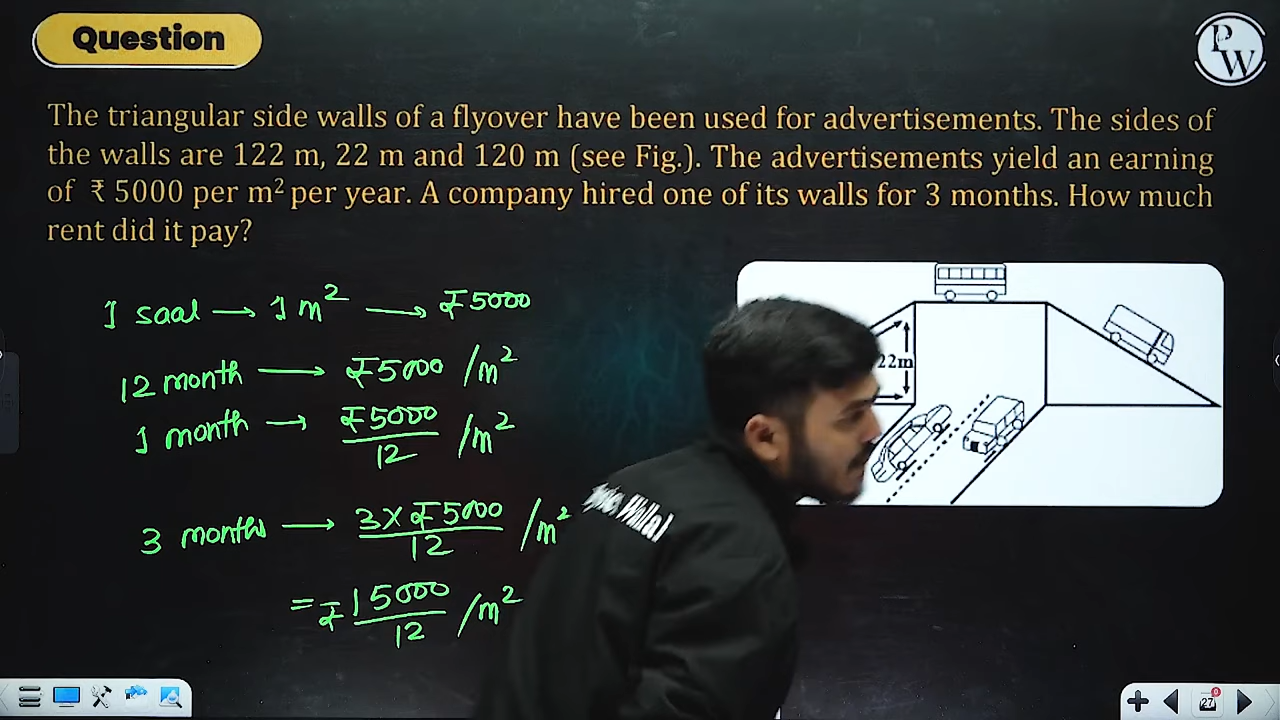 Question
PW
The triangular side walls of a flyover have been used for advertisements. The sides of
the walls are 122 m, 22 m and 120 m (see Fig.). The advertisements yield an earning
of ₹ 5000 per m² per year. A company hired one of its walls for 3 months. How much
rent did it pay?
1 saal → 1 m² → ₹5000
12 month → ₹5000 /m²
1 month → ₹5000/12 /m²
3 months → 3×₹5000/12 /m²
= ₹15000/12 /m²
22m
27